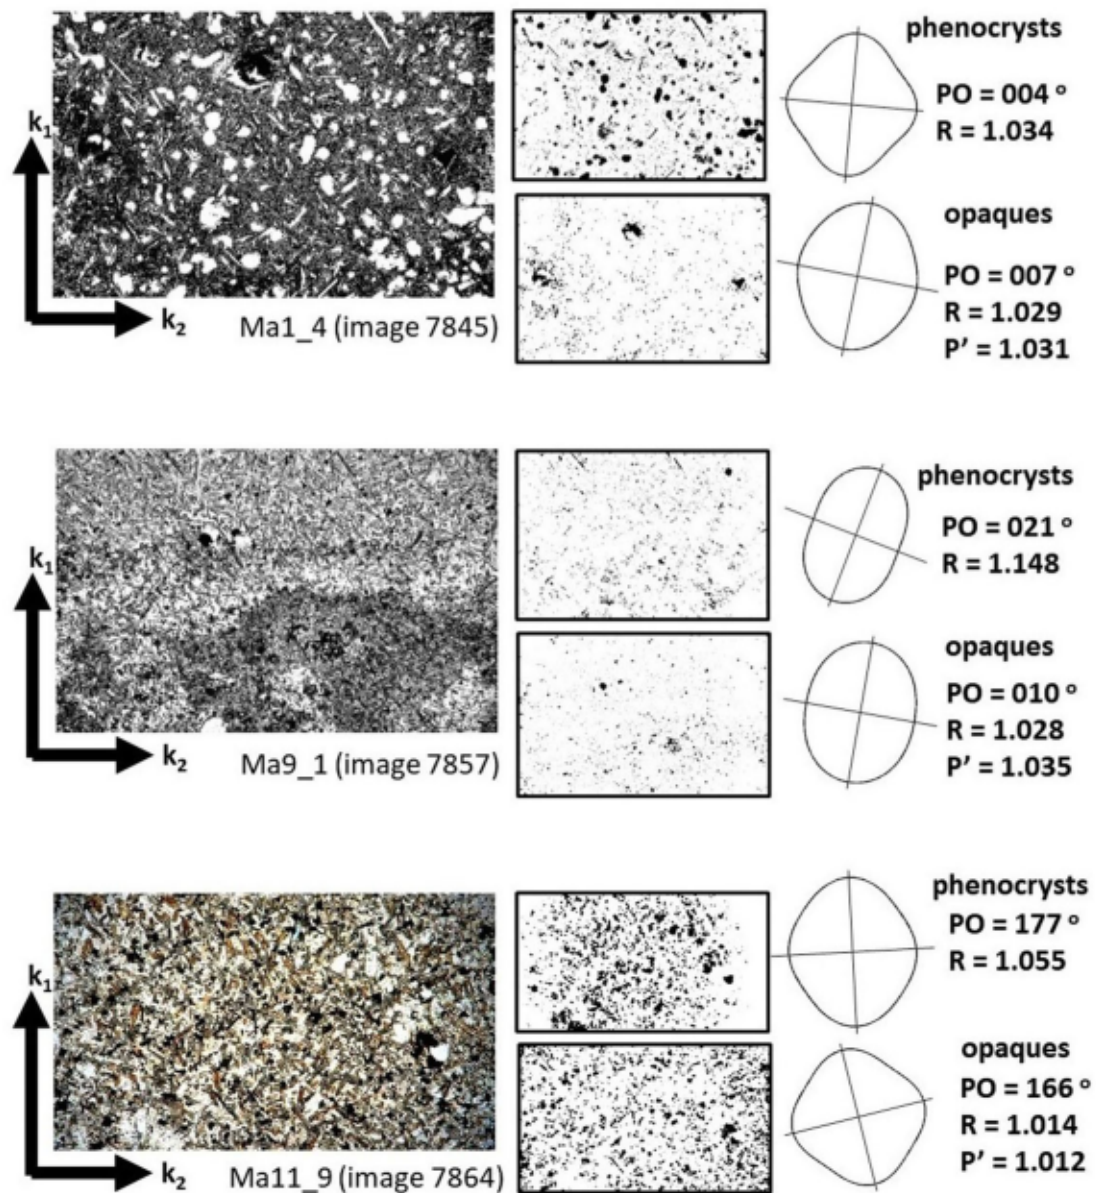 phenocrysts
PO = 004 °
R = 1.034
k₁
opaques
PO = 007 °
R = 1.029
P’ = 1.031
k₂
Ma1_4 (image 7845)
phenocrysts
PO = 021 °
R = 1.148
k₁
opaques
PO = 010 °
R = 1.028
P’ = 1.035
k₂
Ma9_1 (image 7857)
phenocrysts
PO = 177 °
R = 1.055
k₁
opaques
PO = 166 °
R = 1.014
P’ = 1.012
k₂
Ma11_9 (image 7864)